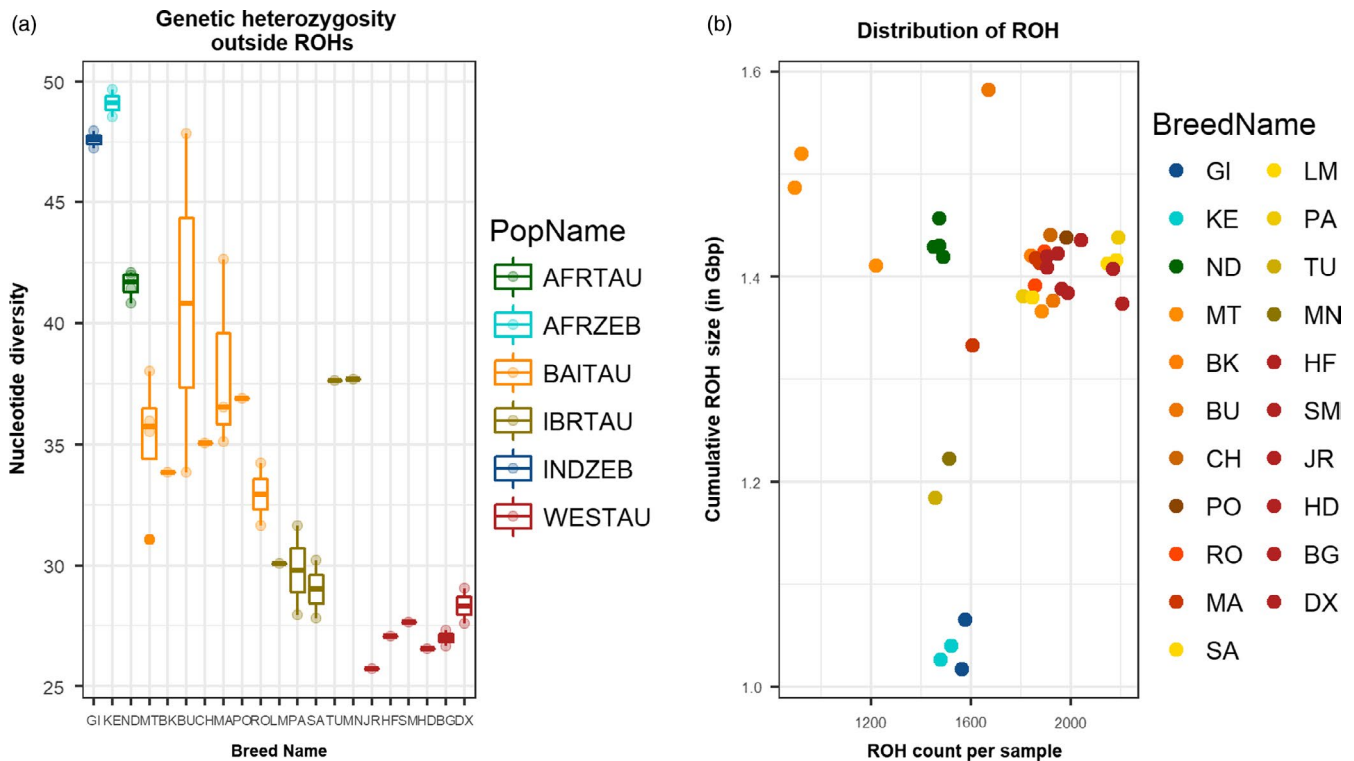 (a)
Genetic heterozygosity
outside ROHs
Nucleotide diversity
50
45
40
35
30
25
GI KE ND MT BK BU CH MA PO RO LM PA SA TU MN JR HF SM HD BG DX
Breed Name
PopName
AFRTAU
AFRZEB
BAITAU
IBRTAU
INDZEB
WESTAU
(b)
Distribution of ROH
Cumulative ROH size (in Gbp)
1.6
1.4
1.2
1.0
1200 1600 2000
ROH count per sample
BreedName
GI
KE
ND
MT
BK
BU
CH
PO
RO
MA
SA
LM
PA
TU
MN
HF
SM
JR
HD
BG
DX